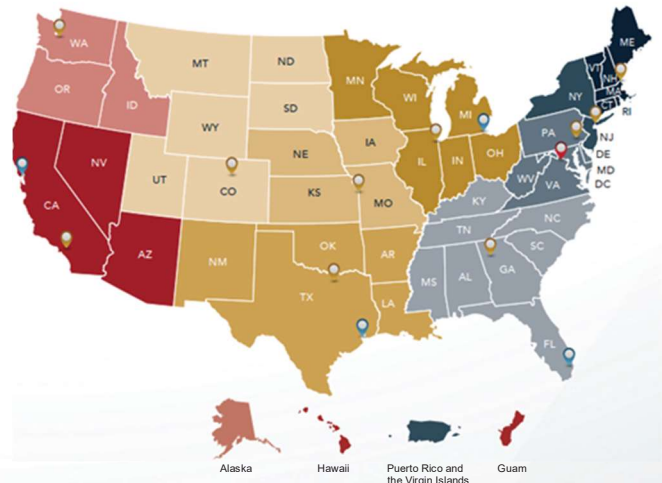 WA
OR
ID
MT
ND
SD
WY
NE
UT
CO
KS
CA
NV
AZ
NM
OK
TX
AR
LA
MN
WI
MI
IA
IL
IN
OH
MO
KY
TN
MS
AL
GA
SC
NC
FL
WV
VA
PA
NY
VT
NH
ME
MA
CT
RI
NJ
DE
MD
DC
Alaska
Hawaii
Puerto Rico and
the Virgin Islands
Guam